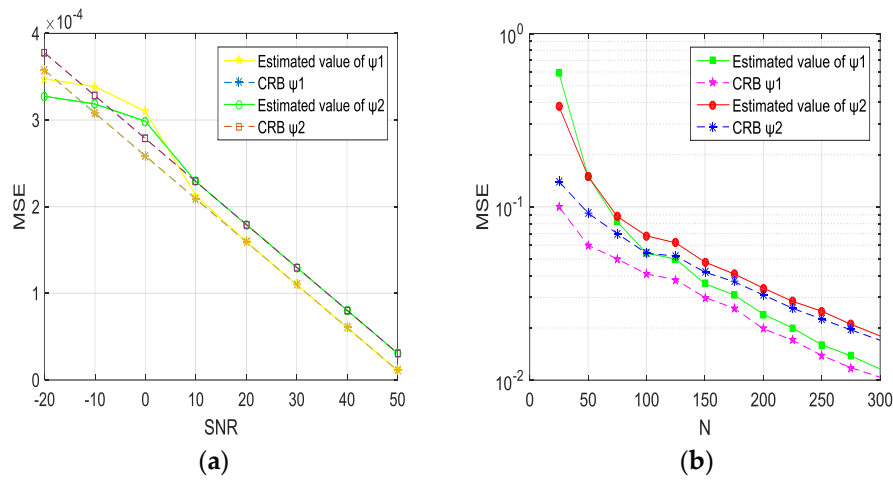 ×10-4
4
3
2
1
0
MSE
-20 -10 0 10 20 30 40 50
SNR
Estimated value of ψ1
CRB ψ1
Estimated value of ψ2
CRB ψ2
(a)
100
10-1
10-2
MSE
0 50 100 150 200 250 300
N
Estimated value of ψ1
CRB ψ1
Estimated value of ψ2
CRB ψ2
(b)